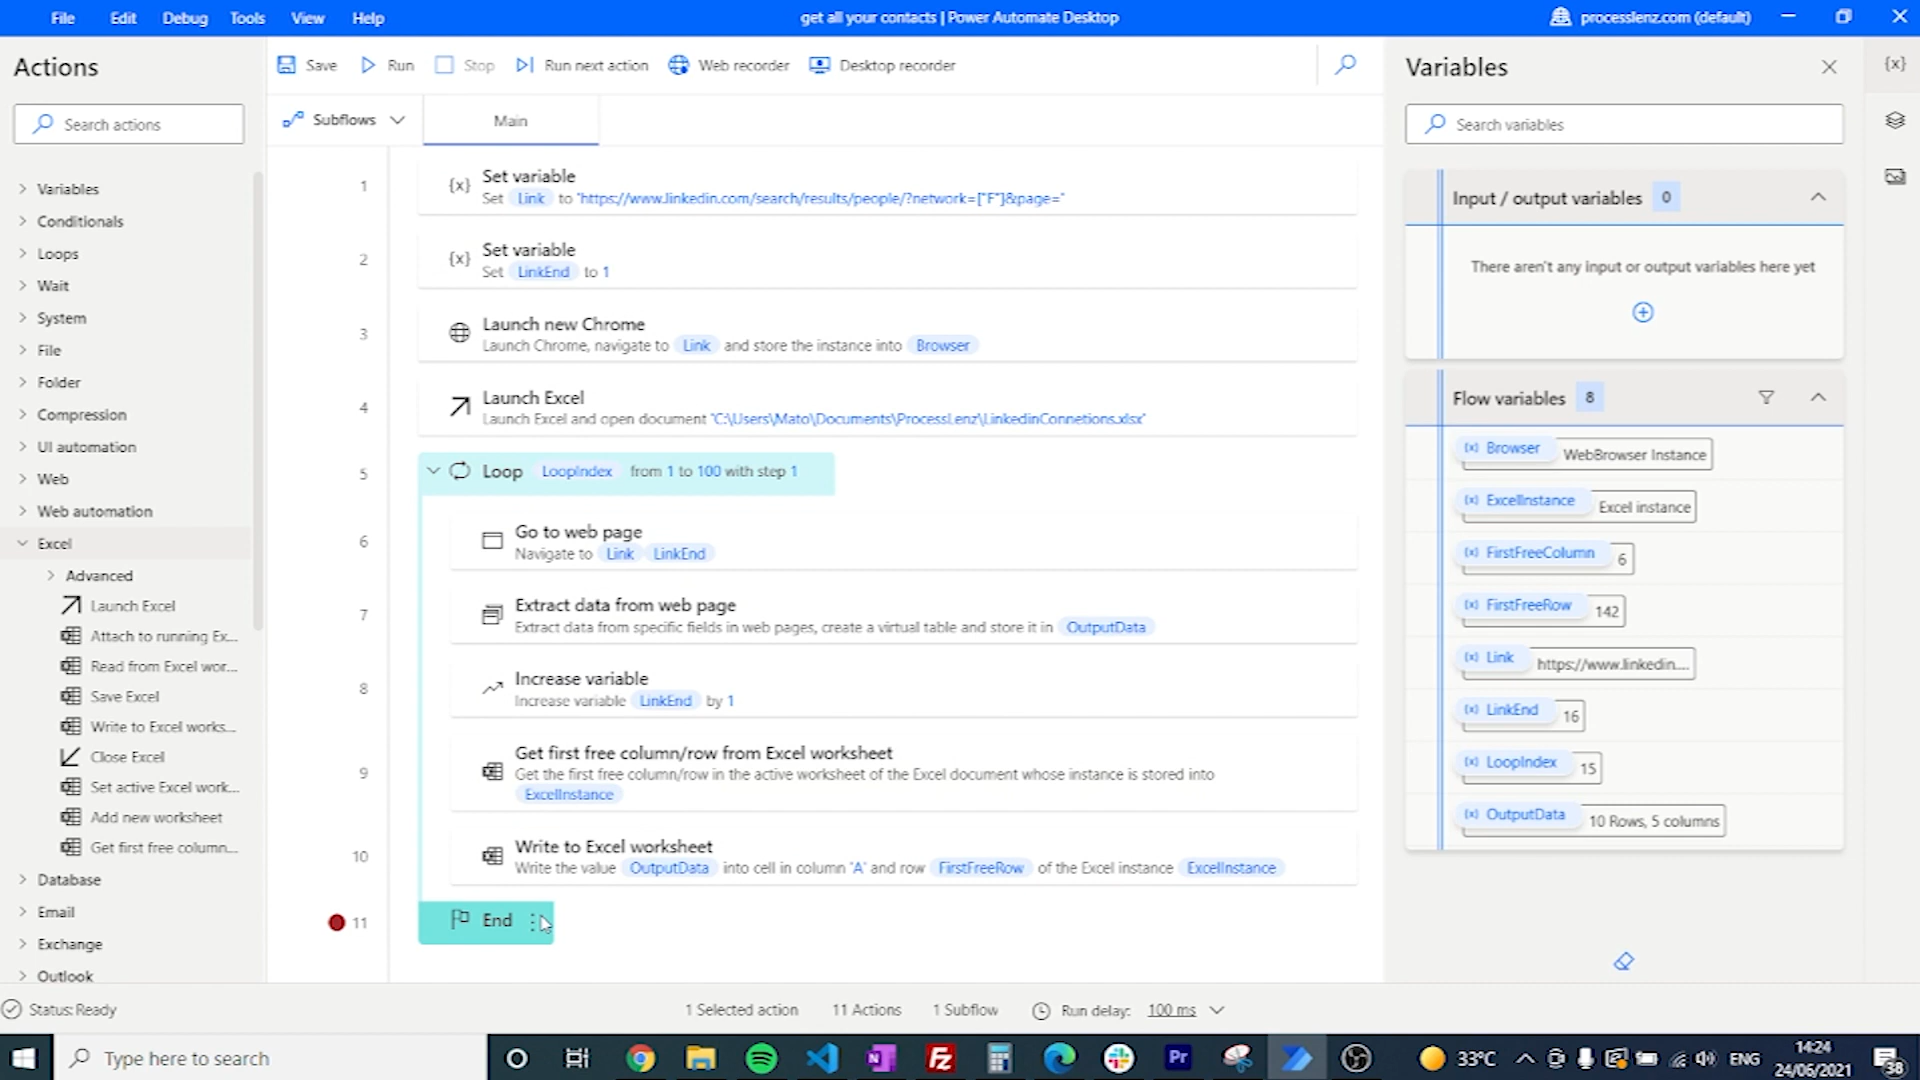 File Edit Debug Tools View Help
get all your contacts | Power Automate Desktop
processlenz.com (default)
Actions
Search actions
Variables
Conditionals
Loops
Wait
System
File
Folder
Compression
UI automation
Web
Web automation
Excel
Advanced
Launch Excel
Attach to running Ex...
Read from Excel wor...
Save Excel
Write to Excel works...
Close Excel
Set active Excel work...
Add new worksheet
Get first free column...
Database
Email
Exchange
Outlook
Save Run Stop Run next action Web recorder Desktop recorder
Subflows Main
1 {x} Set variable
Set Link to 'https://www.linkedin.com/search/results/people/?network=["F"]&page='
2 {x} Set variable
Set LinkEnd to 1
3 Launch new Chrome
Launch Chrome, navigate to Link and store the instance into Browser
4 Launch Excel
Launch Excel and open document 'C:\Users\Mato\Documents\ProcessLenz\LinkedinConnetions.xlsx'
5 Loop LoopIndex from 1 to 100 with step 1
6 Go to web page
Navigate to Link LinkEnd
7 Extract data from web page
Extract data from specific fields in web pages, create a virtual table and store it in OutputData
8 Increase variable
Increase variable LinkEnd by 1
9 Get first free column/row from Excel worksheet
Get the first free column/row in the active worksheet of the Excel document whose instance is stored into
ExcelInstance
10 Write to Excel worksheet
Write the value OutputData into cell in column 'A' and row FirstFreeRow of the Excel instance ExcelInstance
11 End
Variables
{x}
Search variables
Input / output variables 0
There aren't any input or output variables here yet
Flow variables 8
(x) Browser WebBrowser Instance
(x) ExcelInstance Excel instance
(x) FirstFreeColumn 6
(x) FirstFreeRow 142
(x) Link https://www.linkedin....
(x) LinkEnd 16
(x) LoopIndex 15
(x) OutputData 10 Rows, 5 columns
Status: Ready 1 Selected action 11 Actions 1 Subflow Run delay: 100 ms
Type here to search
N
Fz
Pr
33°C
ENG
14:24
24/06/2021
38